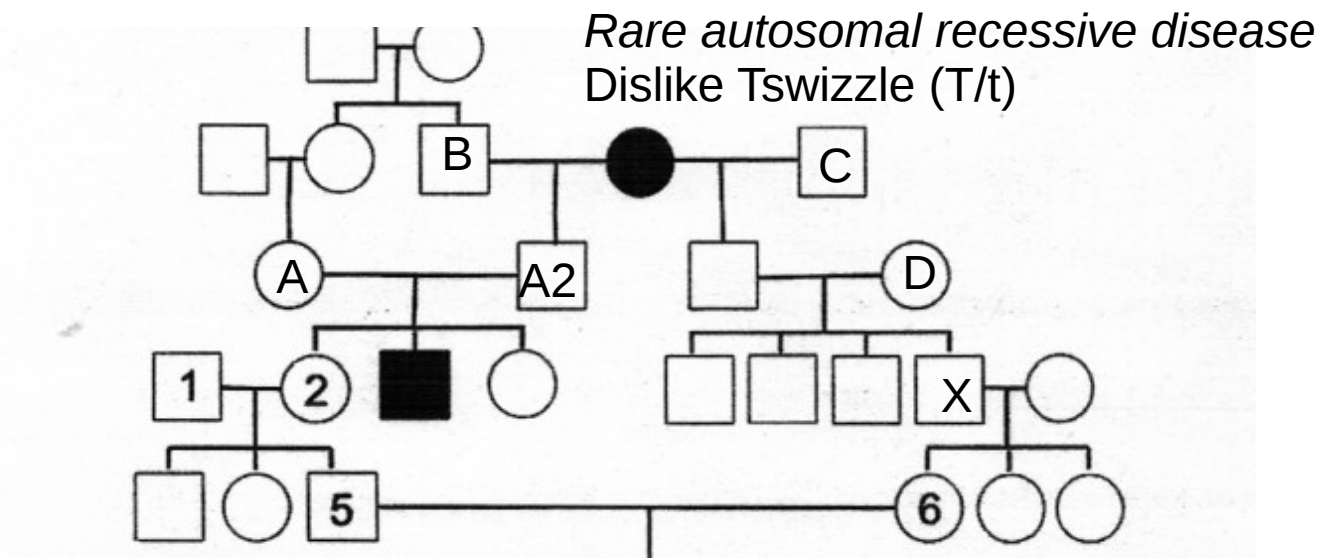 Rare autosomal recessive disease
Dislike Tswizzle (T/t)
B
C
A
A2
D
1
2
X
5
6